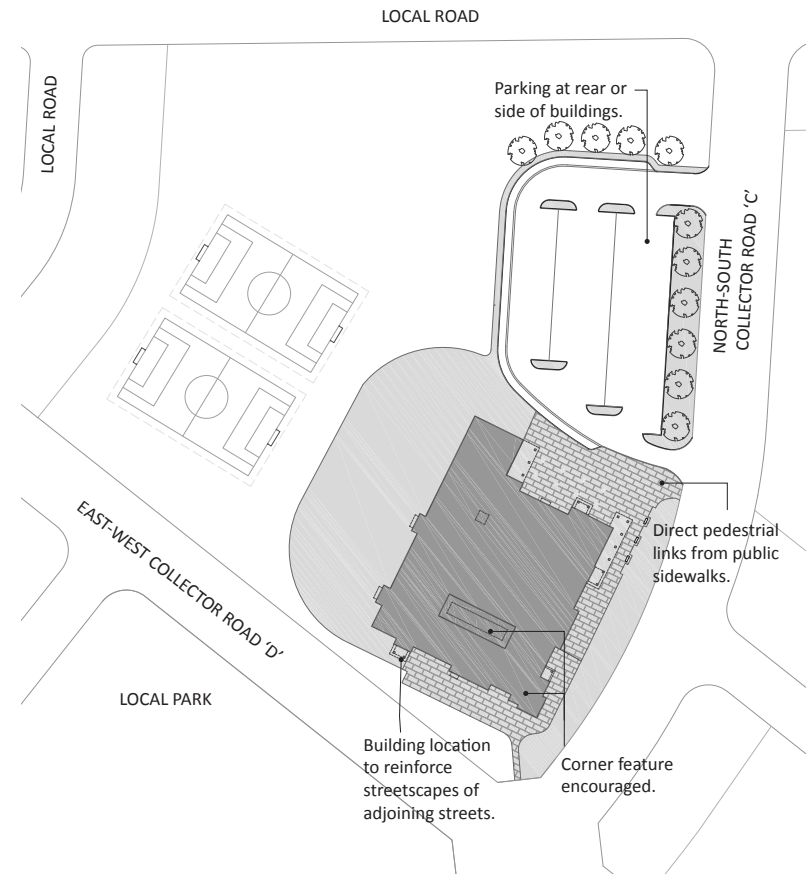 LOCAL ROAD
LOCAL ROAD
Parking at rear or
side of buildings.
NORTH-SOUTH
COLLECTOR ROAD ‘C’
EAST-WEST COLLECTOR ROAD ‘D’
Direct pedestrial
links from public
sidewalks.
LOCAL PARK
Building location
to reinforce
streetscapes of
adjoining streets.
Corner feature
encouraged.